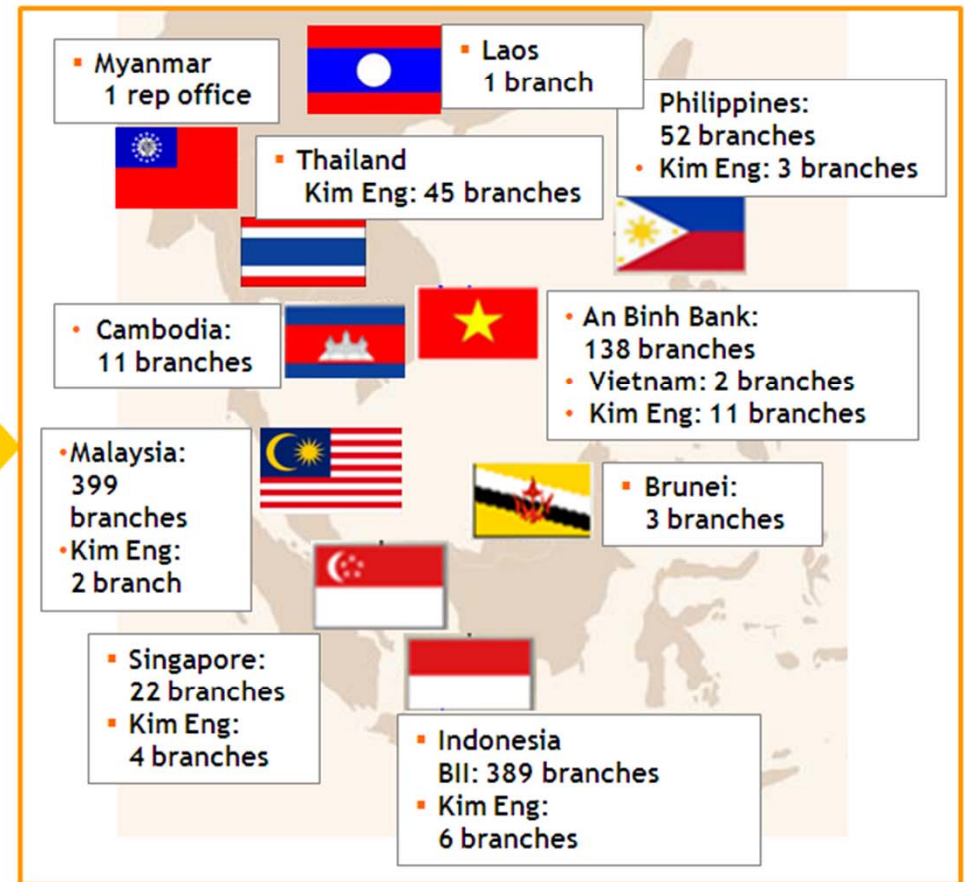 ▪ Myanmar
1 rep office
▪ Laos
1 branch
Philippines:
52 branches
• Kim Eng: 3 branches
▪ Thailand
Kim Eng: 45 branches
• Cambodia:
11 branches
• An Binh Bank:
138 branches
• Vietnam: 2 branches
• Kim Eng: 11 branches
•Malaysia:
399
branches
•Kim Eng:
2 branch
▪ Brunei:
3 branches
▪ Singapore:
22 branches
▪ Kim Eng:
4 branches
▪ Indonesia
BII: 389 branches
▪ Kim Eng:
6 branches